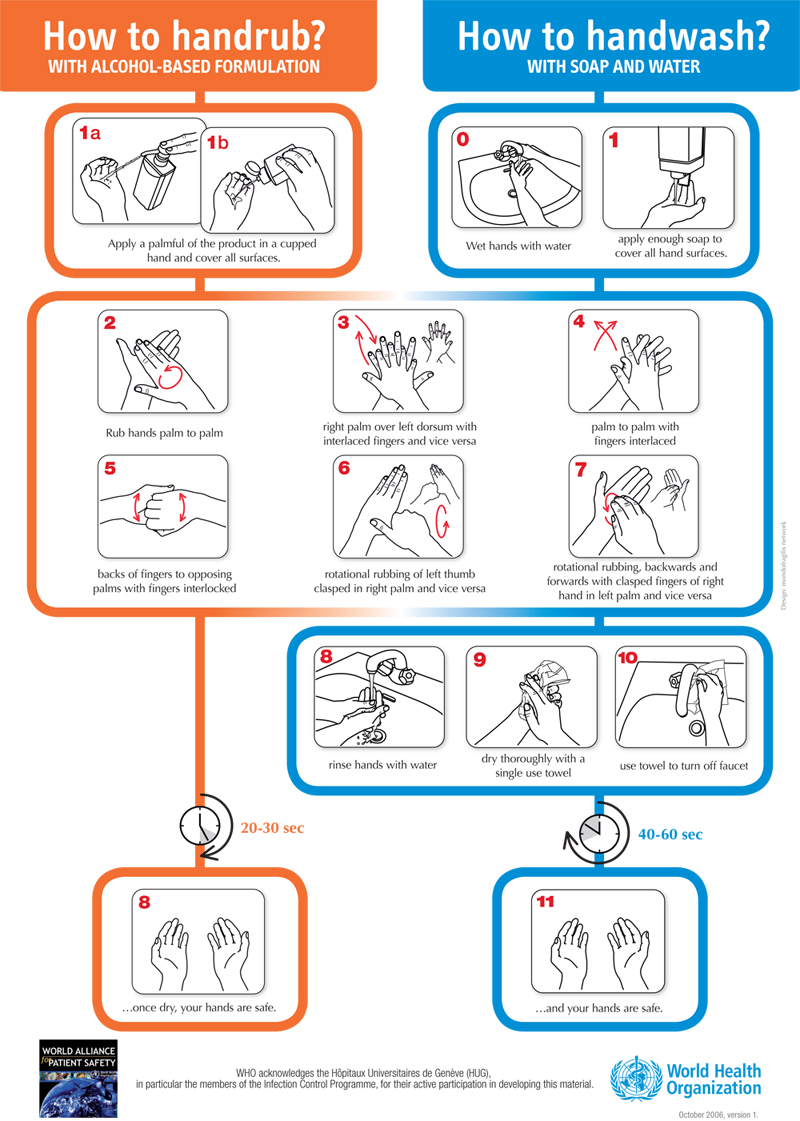 How to handrub?
WITH ALCOHOL-BASED FORMULATION
How to handwash?
WITH SOAP AND WATER
1a
1b
Apply a palmful of the product in a cupped
hand and cover all surfaces.
0
Wet hands with water
1
apply enough soap to
cover all hand surfaces.
2
Rub hands palm to palm
3
right palm over left dorsum with
interlaced fingers and vice versa
4
palm to palm with
fingers interlaced
5
backs of fingers to opposing
palms with fingers interlocked
6
rotational rubbing of left thumb
clasped in right palm and vice versa
7
rotational rubbing, backwards and
forwards with clasped fingers of right
hand in left palm and vice versa
Design: mondofragilis network
8
rinse hands with water
9
dry thoroughly with a
single use towel
10
use towel to turn off faucet
20-30 sec
40-60 sec
8
...once dry, your hands are safe.
11
...and your hands are safe.
WORLD ALLIANCE
for PATIENT SAFETY
WHO acknowledges the Hôpitaux Universitaires de Genève (HUG),
in particular the members of the Infection Control Programme, for their active participation in developing this material.
World Health
Organization
October 2006, version 1.